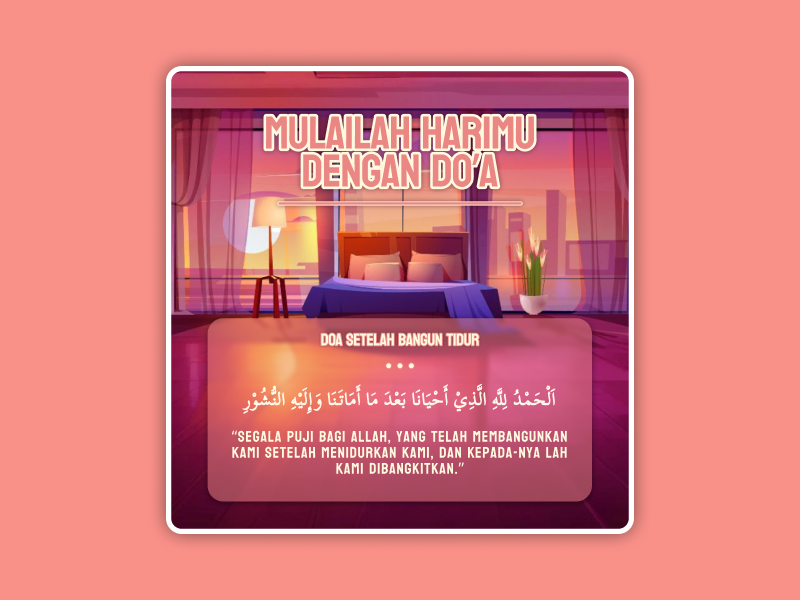 MULAILAH HARIMU
DENGAN DO'A
DOA SETELAH BANGUN TIDUR
اَلْحَمْدُ لِلَّهِ الَّذِيْ أَحْيَانَا بَعْدَ مَا أَمَاتَنَا وَإِلَيْهِ النُّشُوْرِ
“SEGALA PUJI BAGI ALLAH, YANG TELAH MEMBANGUNKAN
KAMI SETELAH MENIDURKAN KAMI, DAN KEPADA-NYA LAH
KAMI DIBANGKITKAN.”